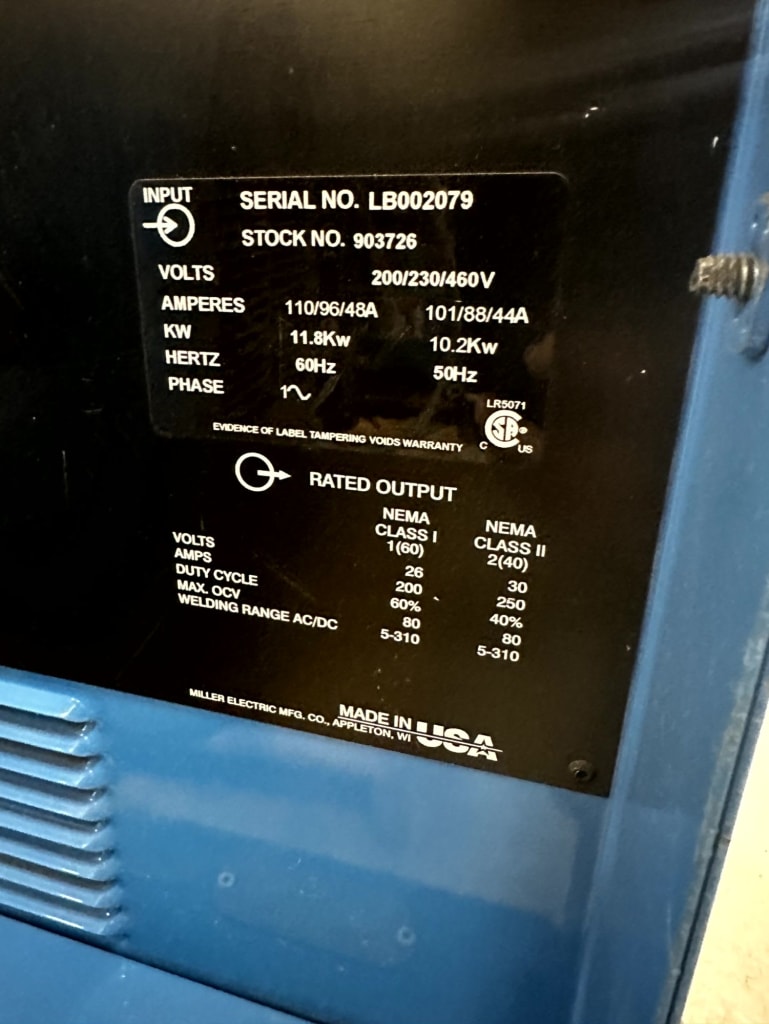 INPUT
SERIAL NO. LB002079
STOCK NO. 903726
VOLTS 200/230/460V
AMPERES 110/96/48A 101/88/44A
KW 11.8Kw 10.2Kw
HERTZ 60Hz 50Hz
PHASE 1
LR5071
EVIDENCE OF LABEL TAMPERING VOIDS WARRANTY
C SA US
RATED OUTPUT
NEMA CLASS I 1(60) NEMA CLASS II 2(40)
VOLTS 26 30
AMPS 200 250
DUTY CYCLE 60% 40%
MAX. OCV 80 80
WELDING RANGE AC/DC 5-310 5-310
MILLER ELECTRIC MFG. CO., APPLETON, WI
MADE IN USA